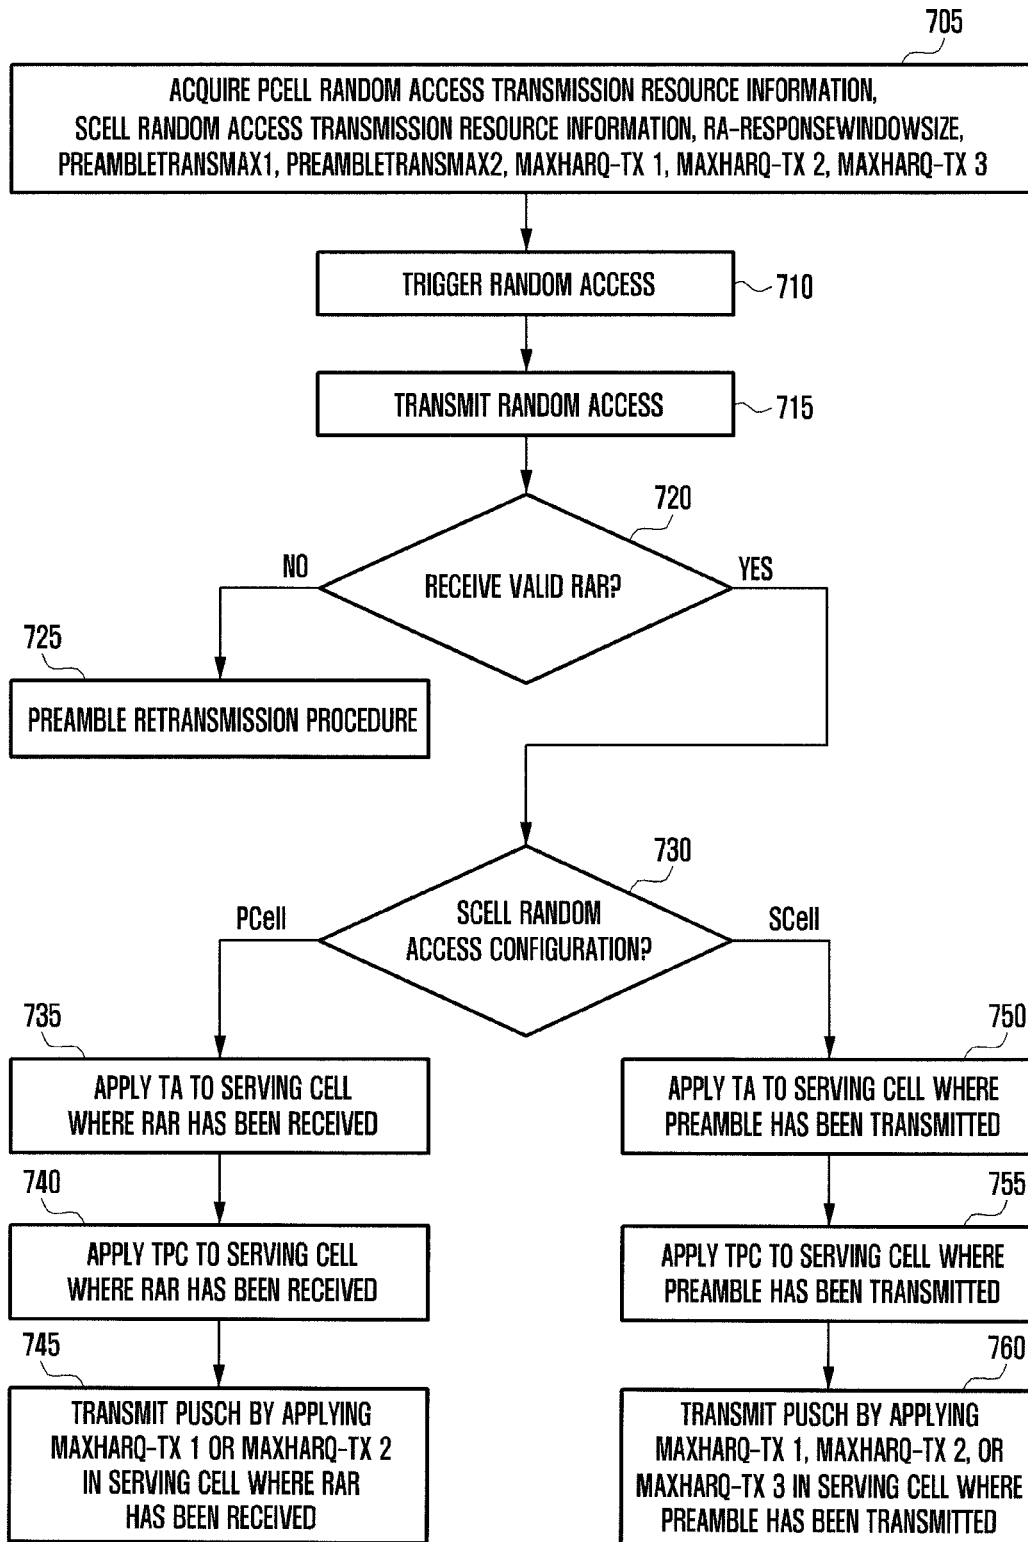 705
ACQUIRE PCELL RANDOM ACCESS TRANSMISSION RESOURCE INFORMATION,
SCELL RANDOM ACCESS TRANSMISSION RESOURCE INFORMATION, RA-RESPONSEWINDOWSIZE,
PREAMBLETRANSMAX1, PREAMBLETRANSMAX2, MAXHARQ-TX 1, MAXHARQ-TX 2, MAXHARQ-TX 3
TRIGGER RANDOM ACCESS
710
TRANSMIT RANDOM ACCESS
715
720
NO
RECEIVE VALID RAR?
YES
725
PREAMBLE RETRANSMISSION PROCEDURE
730
PCell
SCELL RANDOM
ACCESS CONFIGURATION?
SCell
735
APPLY TA TO SERVING CELL
WHERE RAR HAS BEEN RECEIVED
740
APPLY TPC TO SERVING CELL
WHERE RAR HAS BEEN RECEIVED
745
TRANSMIT PUSCH BY APPLYING
MAXHARQ-TX 1 OR MAXHARQ-TX 2
IN SERVING CELL WHERE RAR
HAS BEEN RECEIVED
750
APPLY TA TO SERVING CELL WHERE
PREAMBLE HAS BEEN TRANSMITTED
755
APPLY TPC TO SERVING CELL WHERE
PREAMBLE HAS BEEN TRANSMITTED
760
TRANSMIT PUSCH BY APPLYING
MAXHARQ-TX 1, MAXHARQ-TX 2, OR
MAXHARQ-TX 3 IN SERVING CELL WHERE
PREAMBLE HAS BEEN TRANSMITTED